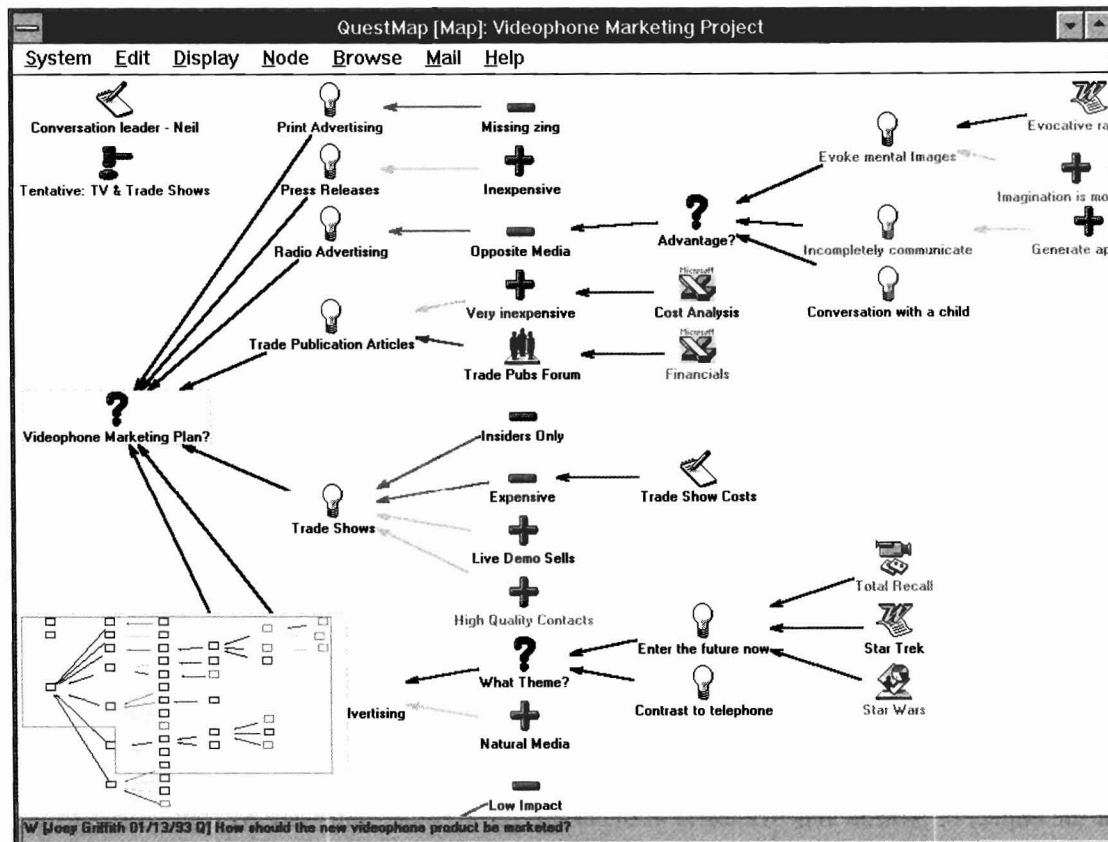 QuestMap [Map]: Videophone Marketing Project
System Edit Display Node Browse Mail Help
Conversation leader - Neil
Tentative: TV & Trade Shows
Print Advertising
Missing zing
Press Releases
Inexpensive
Radio Advertising
Opposite Media
Advantage?
Evoke mental Images
Evocative ra
Imagination is mo
Incompletely communicate
Generate ap
Conversation with a child
Trade Publication Articles
Very inexpensive
Microsoft
Cost Analysis
Trade Pubs Forum
Microsoft
Financials
Videophone Marketing Plan?
Insiders Only
Trade Shows
Expensive
Trade Show Costs
Live Demo Sells
High Quality Contacts
What Theme?
Enter the future now
Total Recall
Star Trek
Contrast to telephone
Star Wars
lvertising
Natural Media
Low Impact
W [Joey Griffith 01/13/93 Q] How should the new videophone product be marketed?